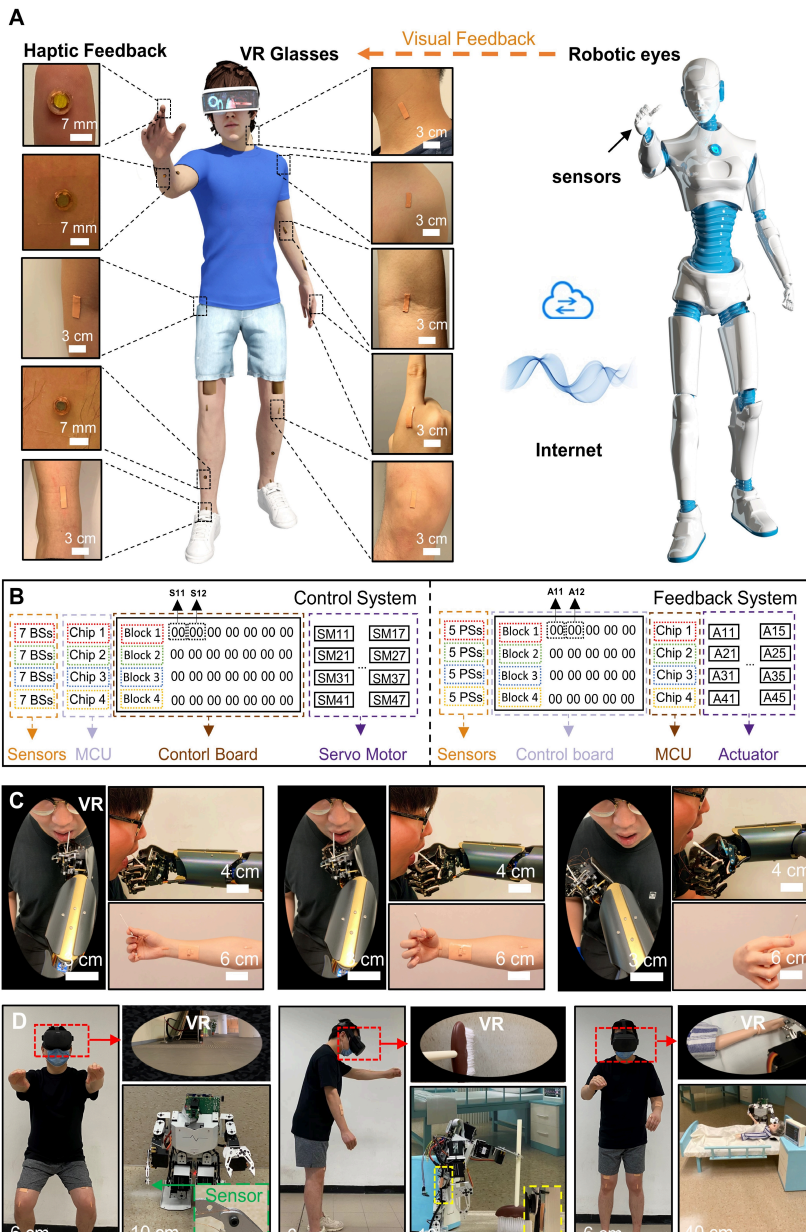 A
Haptic Feedback
VR Glasses
Visual Feedback
Robotic eyes
7 mm
3 cm
sensors
7 mm
3 cm
3 cm
3 cm
7 mm
3 cm
Internet
3 cm
3 cm
B
S11 S12
Control System
A11 A12
Feedback System
7 BSs Chip 1 Block 1 00 00 00 00 00 00 00 SM11 SM17
7 BSs Chip 2 Block 2 00 00 00 00 00 00 00 SM21 SM27
7 BSs Chip 3 Block 3 00 00 00 00 00 00 00 SM31 SM37
7 BSs Chip 4 Block 4 00 00 00 00 00 00 00 SM41 SM47
...
Sensors MCU Contorl Board Servo Motor
5 PSs Block 1 00 00 00 00 00 Chip 1 A11 A15
5 PSs Block 2 00 00 00 00 00 Chip 2 A21 A25
5 PSs Block 3 00 00 00 00 00 Chip 3 A31 A35
5 PSs Block 4 00 00 00 00 00 Chip 4 A41 A45
...
Sensors Control board MCU Actuator
C
VR
4 cm
4 cm
4 cm
3 cm
6 cm
6 cm
3 cm
6 cm
D
VR
VR
VR
Sensor
6 cm
10 cm
6 cm
40 cm